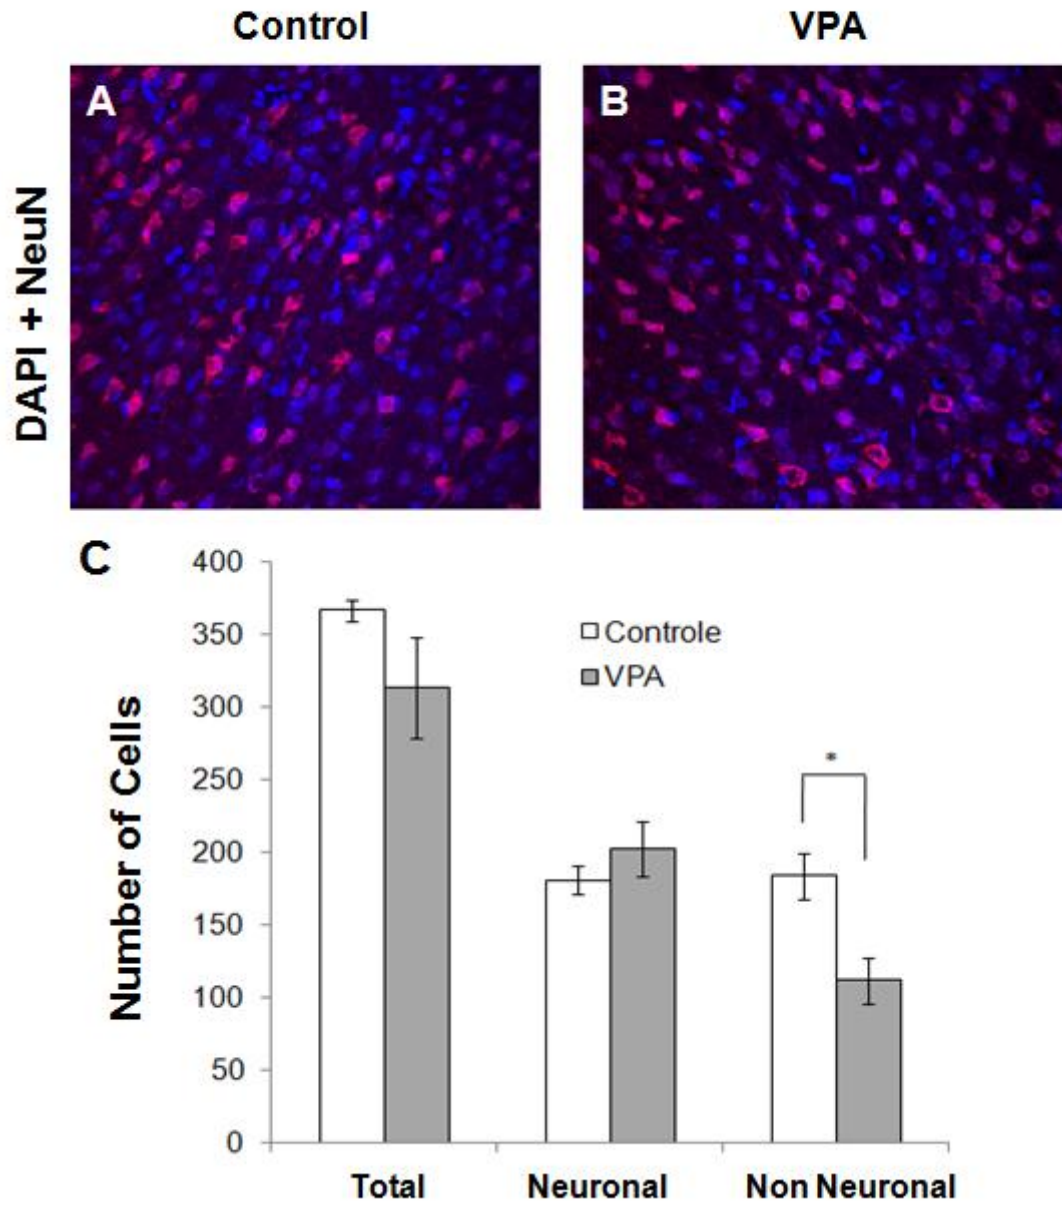 Control
VPA
A
B
DAPI + NeuN
C
400
350
300
250
200
150
100
50
0
Number of Cells
Controle
VPA
*
Total
Neuronal
Non Neuronal